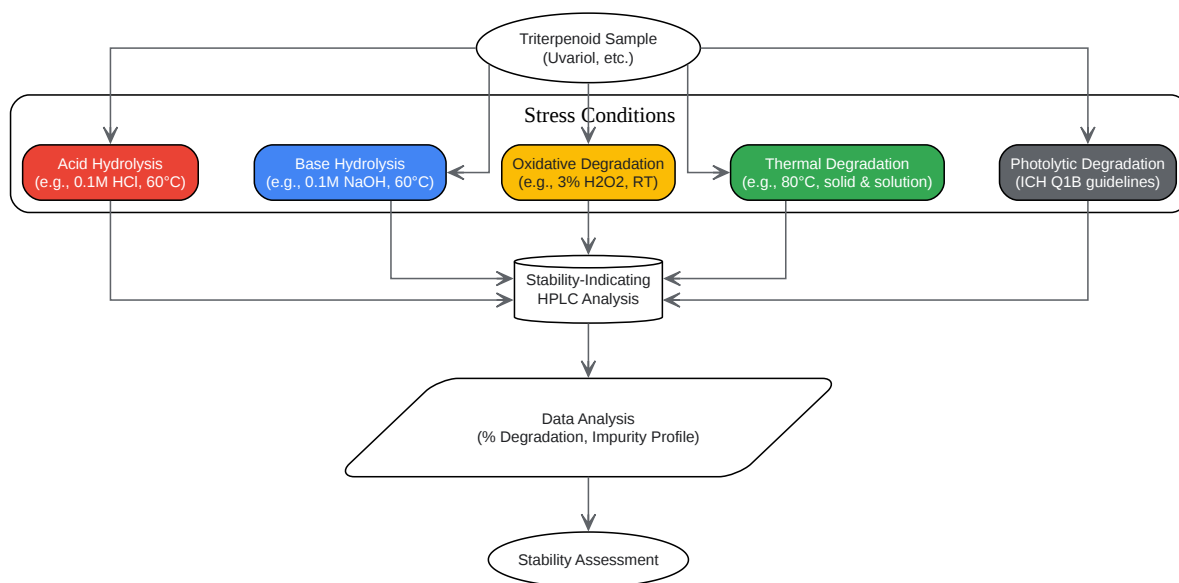 Triterpenoid Sample
(Uvariol, etc.)
Stress Conditions
Acid Hydrolysis
(e.g., 0.1M HCl, 60°C)
Base Hydrolysis
(e.g., 0.1M NaOH, 60°C)
Oxidative Degradation
(e.g., 3% H2O2, RT)
Thermal Degradation
(e.g., 80°C, solid & solution)
Photolytic Degradation
(ICH Q1B guidelines)
Stability-Indicating
HPLC Analysis
Data Analysis
(% Degradation, Impurity Profile)
Stability Assessment